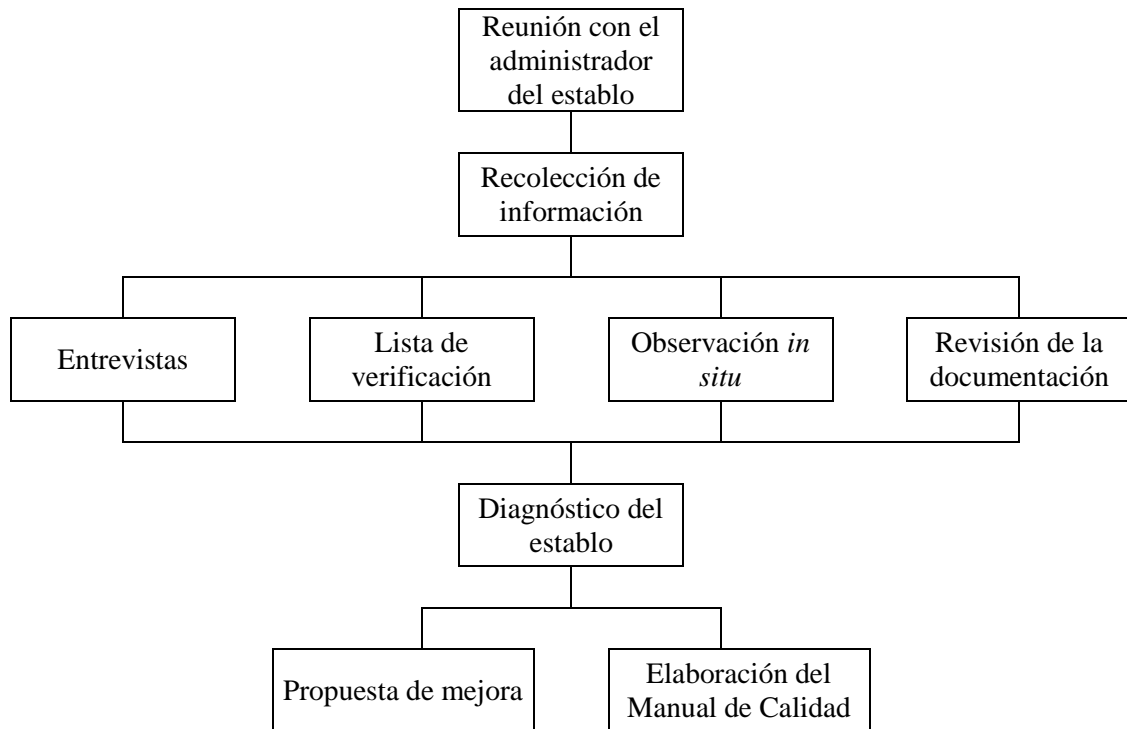 Reunión con el
administrador
del establo
Recolección de
información
Entrevistas
Lista de
verificación
Observación in
situ
Revisión de la
documentación
Diagnóstico del
establo
Propuesta de mejora
Elaboración del
Manual de Calidad